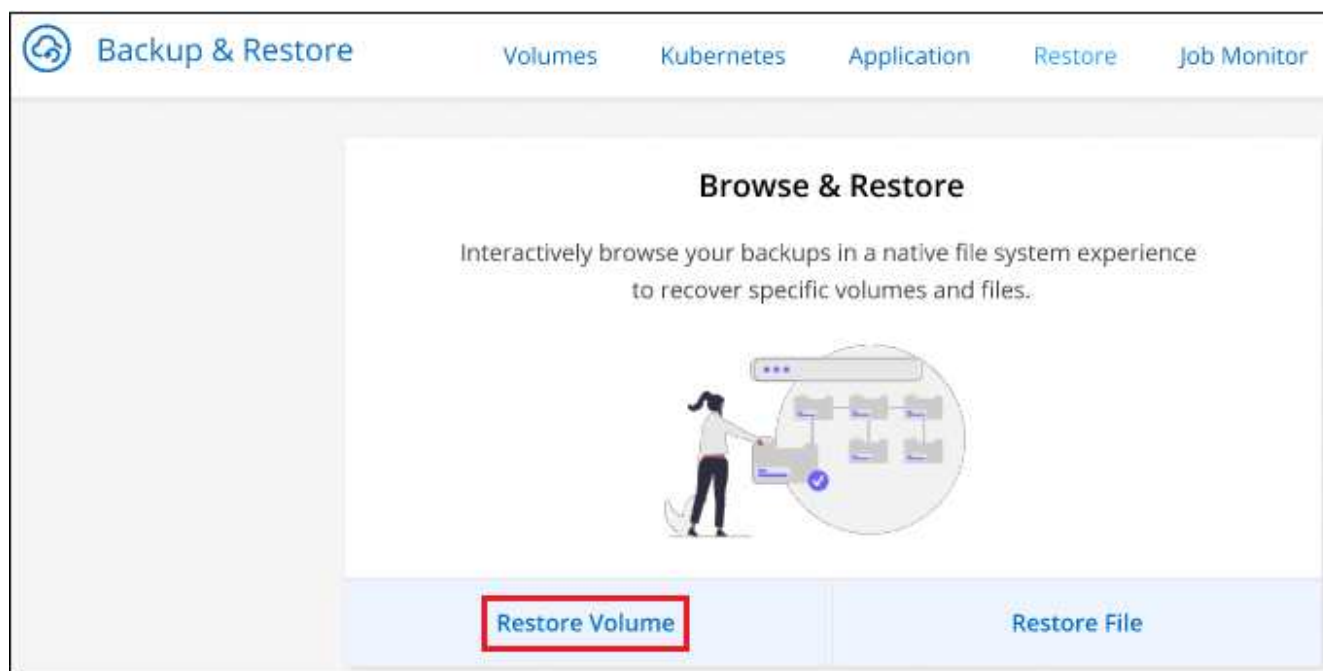 Backup & Restore Volumes Kubernetes Application Restore Job Monitor
Browse & Restore
Interactively browse your backups in a native file system experience
to recover specific volumes and files.
Restore Volume Restore File